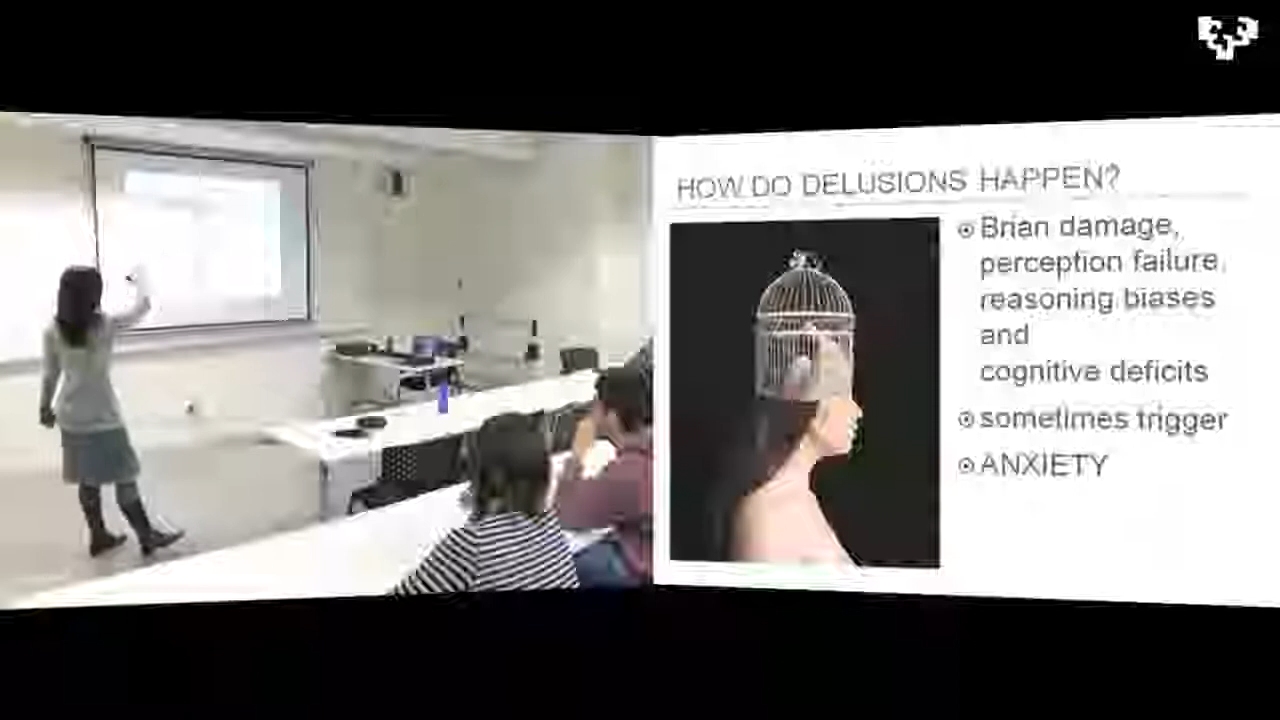 HOW DO DELUSIONS HAPPEN?
Brian damage,
perception failure,
reasoning biases
and
cognitive deficits
sometimes trigger
ANXIETY